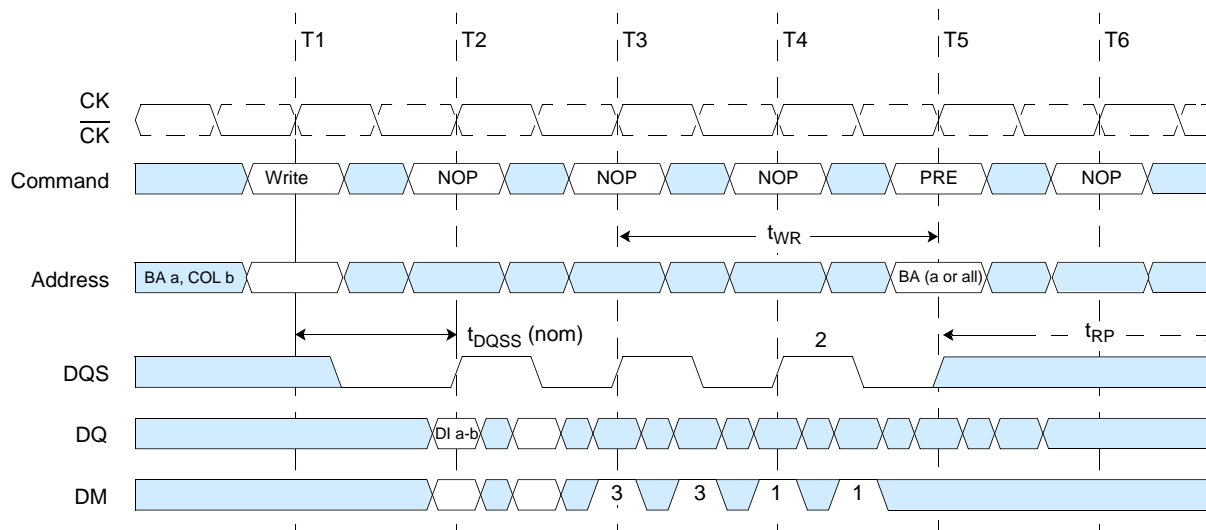 T1 T2 T3 T4 T5 T6
CK
CK
Command Write NOP NOP NOP PRE NOP
tWR
Address BA a, COL b BA (a or all)
tDQSS (nom) 2 tRP
DQS
DQ DI a-b
DM 3 3 1 1